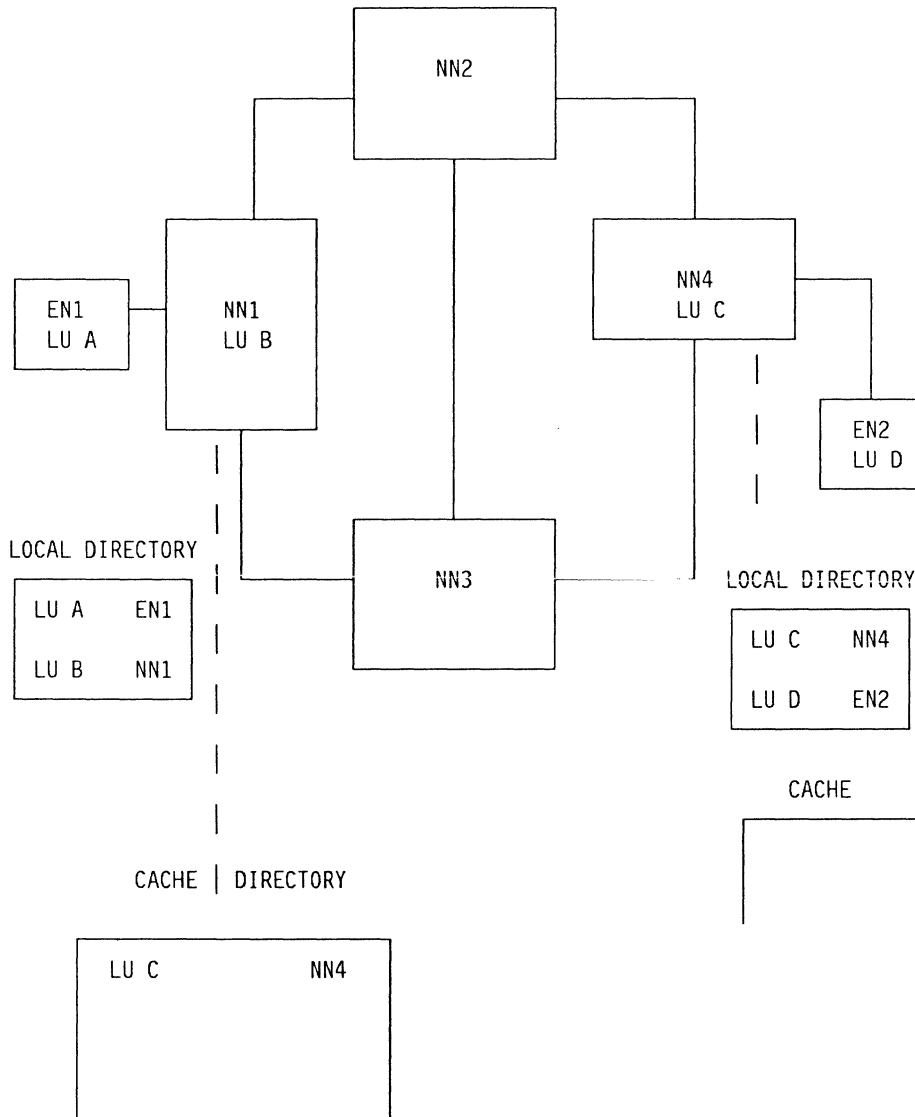 NN2
EN1
LU A
NN1
LU B
NN4
LU C
EN2
LU D
LOCAL DIRECTORY
LU A EN1
LU B NN1
NN3
LOCAL DIRECTORY
LU C NN4
LU D EN2
CACHE
CACHE DIRECTORY
LU C NN4